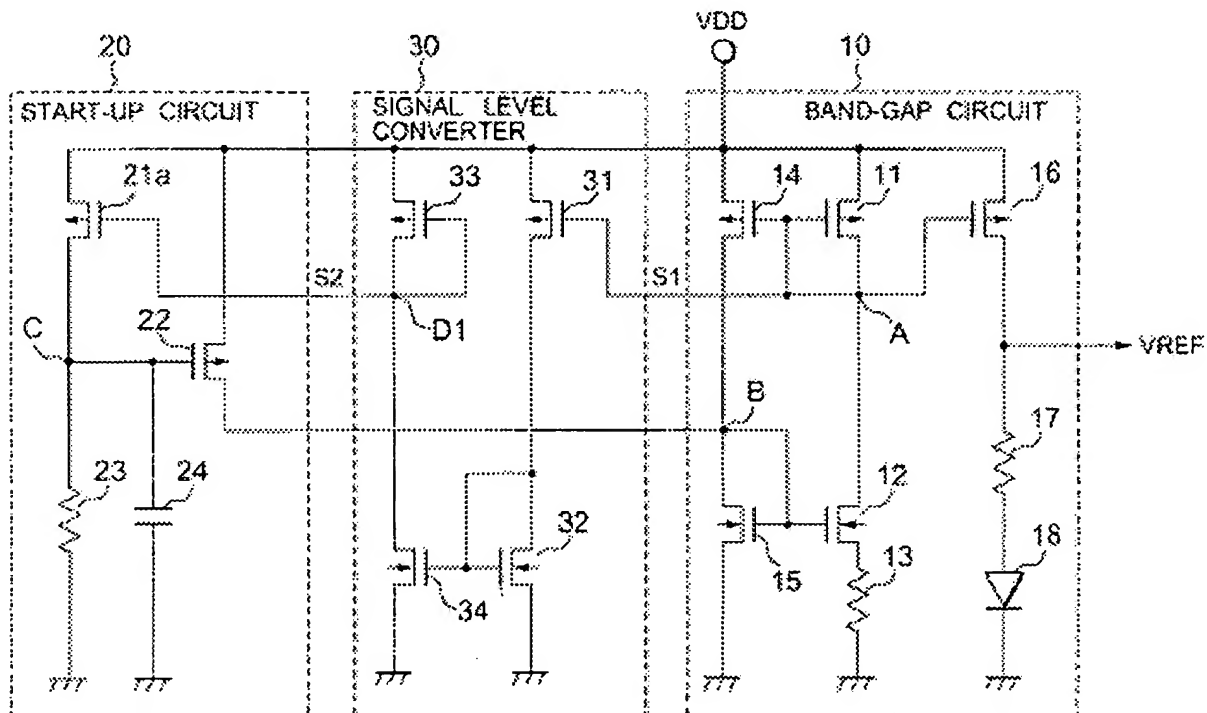 VDD
20
30
10
START-UP CIRCUIT
SIGNAL LEVEL
CONVERTER
BAND-GAP CIRCUIT
21a
33
31
14
11
16
S2
S1
C
22
D1
A
VREF
B
17
23
24
12
32
18
15
13
34